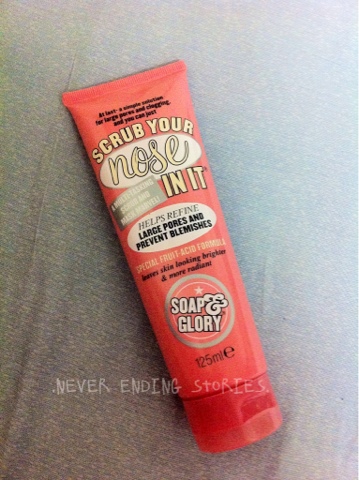 At last - a simple solution
for large pores and clogging,
and you can just
SCRUB YOUR
nose
IN IT
HELPS REFINE
LARGE PORES AND
PREVENT BLEMISHES
SPECIAL FRUIT-ACID FORMULA
leaves skin looking brighter
& more radiant
SOAP&
GLORY
125ml℮
NEVER ENDING STORIES.